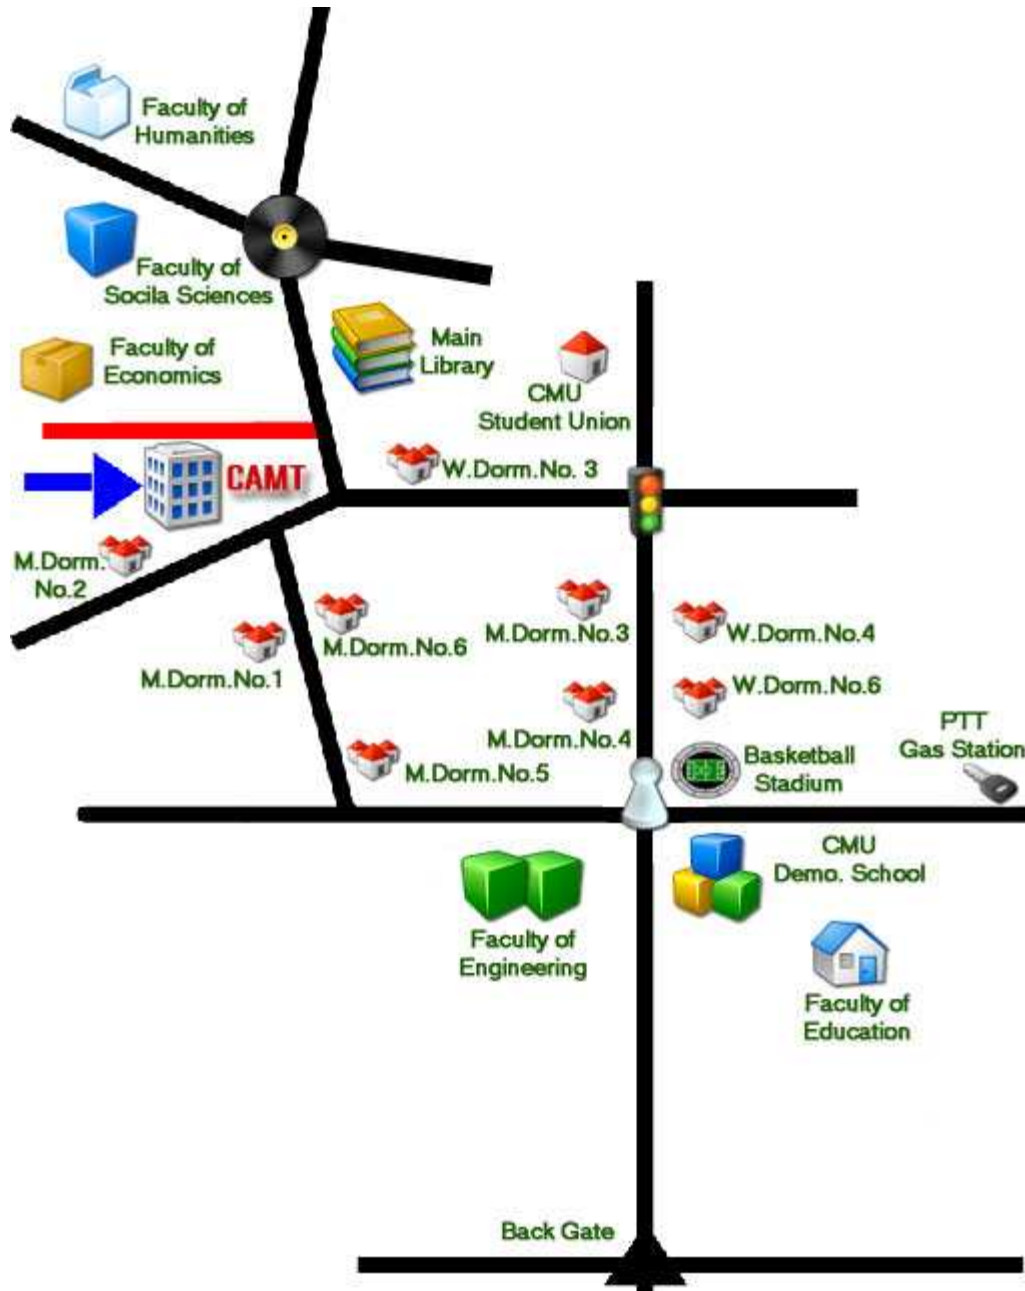 Faculty of
Humanities
Faculty of
Socila Sciences
Main
Library
Faculty of
Economics
CMU
Student Union
CAMT
W.Dorm.No. 3
M.Dorm.
No.2
M.Dorm.No.3
W.Dorm.No.4
M.Dorm.No.6
M.Dorm.No.1
W.Dorm.No.6
M.Dorm.No.4
PTT
Gas Station
M.Dorm.No.5
Basketball
Stadium
CMU
Demo. School
Faculty of
Engineering
Faculty of
Education
Back Gate